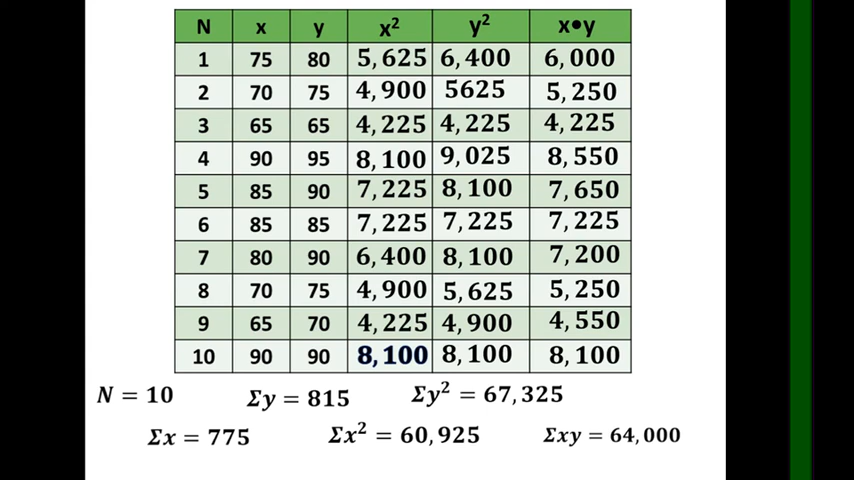 N x y x² y² x•y
1 75 80 5,625 6,400 6,000
2 70 75 4,900 5625 5,250
3 65 65 4,225 4,225 4,225
4 90 95 8,100 9,025 8,550
5 85 90 7,225 8,100 7,650
6 85 85 7,225 7,225 7,225
7 80 90 6,400 8,100 7,200
8 70 75 4,900 5,625 5,250
9 65 70 4,225 4,900 4,550
10 90 90 8,100 8,100 8,100
N = 10 Σy = 815 Σy² = 67,325
Σx = 775 Σx² = 60,925 Σxy = 64,000